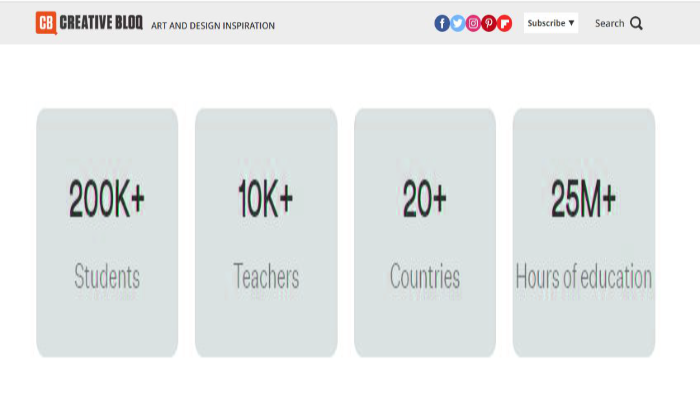 CB CREATIVE BLOQ ART AND DESIGN INSPIRATION Subscribe ▼ Search
200K+ 10K+ 20+ 25M+
Students Teachers Countries Hours of education